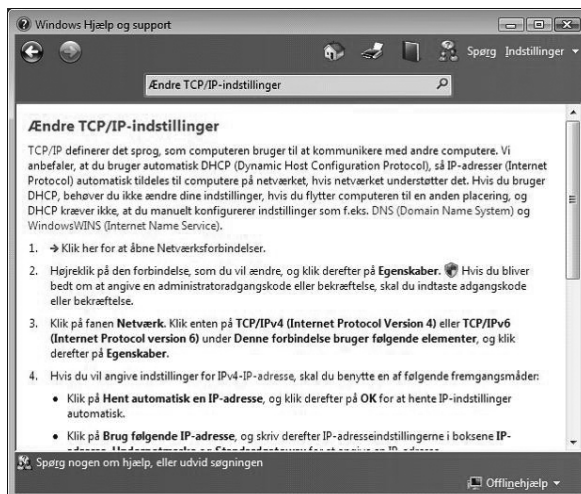 Windows Hjælp og support
Spørg Indstillinger
Ændre TCP/IP-indstillinger
Ændre TCP/IP-indstillinger
TCP/IP definerer det sprog, som computeren bruger til at kommunikere med andre computere. Vi
anbefaler, at du bruger automatisk DHCP (Dynamic Host Configuration Protocol), så IP-adresser (Internet
Protocol) automatisk tildeles til computere på netværket, hvis netværket understøtter det. Hvis du bruger
DHCP, behøver du ikke ændre dine indstillinger, hvis du flytter computeren til en anden placering, og
DHCP kræver ikke, at du manuelt konfigurerer indstillinger som f.eks. DNS (Domain Name System) og
WindowsWINS (Internet Name Service).
1. → Klik her for at åbne Netværksforbindelser.
2. Højreklik på den forbindelse, som du vil ændre, og klik derefter på Egenskaber. Hvis du bliver
bedt om at angive en administratoradgangskode eller bekræftelse, skal du indtaste adgangskode
eller bekræftelse.
3. Klik på fanen Netværk. Klik enten på TCP/IPv4 (Internet Protocol Version 4) eller TCP/IPv6
(Internet Protocol version 6) under Denne forbindelse bruger følgende elementer, og klik
derefter på Egenskaber.
4. Hvis du vil angive indstillinger for IPv4-IP-adresse, skal du benytte en af følgende fremgangsmåder:
• Klik på Hent automatisk en IP-adresse, og klik derefter på OK for at hente IP-indstillinger
automatisk.
• Klik på Brug følgende IP-adresse, og skriv derefter IP-adresseindstillingerne i boksene IP-
adresse, Undernetmaske og Standardgateway for at angive en IP-adresse.
Spørg nogen om hjælp, eller udvid søgningen
Offlinehjælp